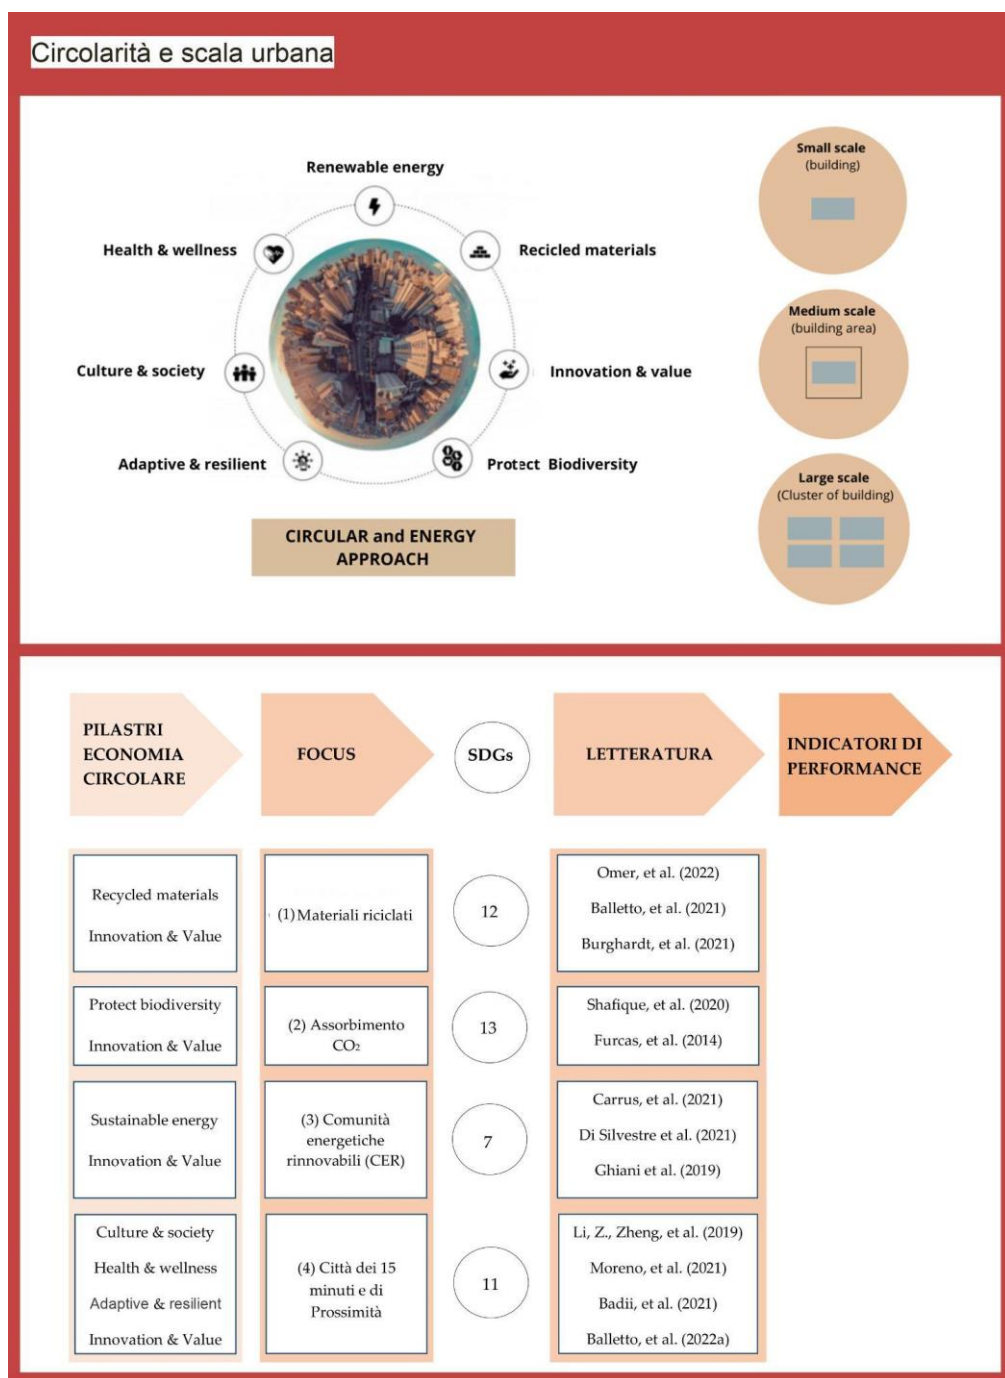 Circolarità e scala urbana
Renewable energy
Health & wellness
Recicled materials
Culture & society
Innovation & value
Adaptive & resilient
Protect Biodiversity
CIRCULAR and ENERGY
APPROACH
Small scale
(building)
Medium scale
(building area)
Large scale
(Cluster of building)
PILASTRI
ECONOMIA
CIRCOLARE
FOCUS
SDGs
LETTERATURA
INDICATORI DI
PERFORMANCE
Recycled materials
Innovation & Value
(1) Materiali riciclati
12
Omer, et al. (2022)
Balletto, et al. (2021)
Burghardt, et al. (2021)
Protect biodiversity
Innovation & Value
(2) Assorbimento
CO₂
13
Shafique, et al. (2020)
Furcas, et al. (2014)
Sustainable energy
Innovation & Value
(3) Comunità
energetiche
rinnovabili (CER)
7
Carrus, et al. (2021)
Di Silvestre et al. (2021)
Ghiani et al. (2019)
Culture & society
Health & wellness
Adaptive & resilient
Innovation & Value
(4) Città dei 15
minuti e di
Prossimità
11
Li, Z., Zheng, et al. (2019)
Moreno, et al. (2021)
Badii, et al. (2021)
Balletto, et al. (2022a)